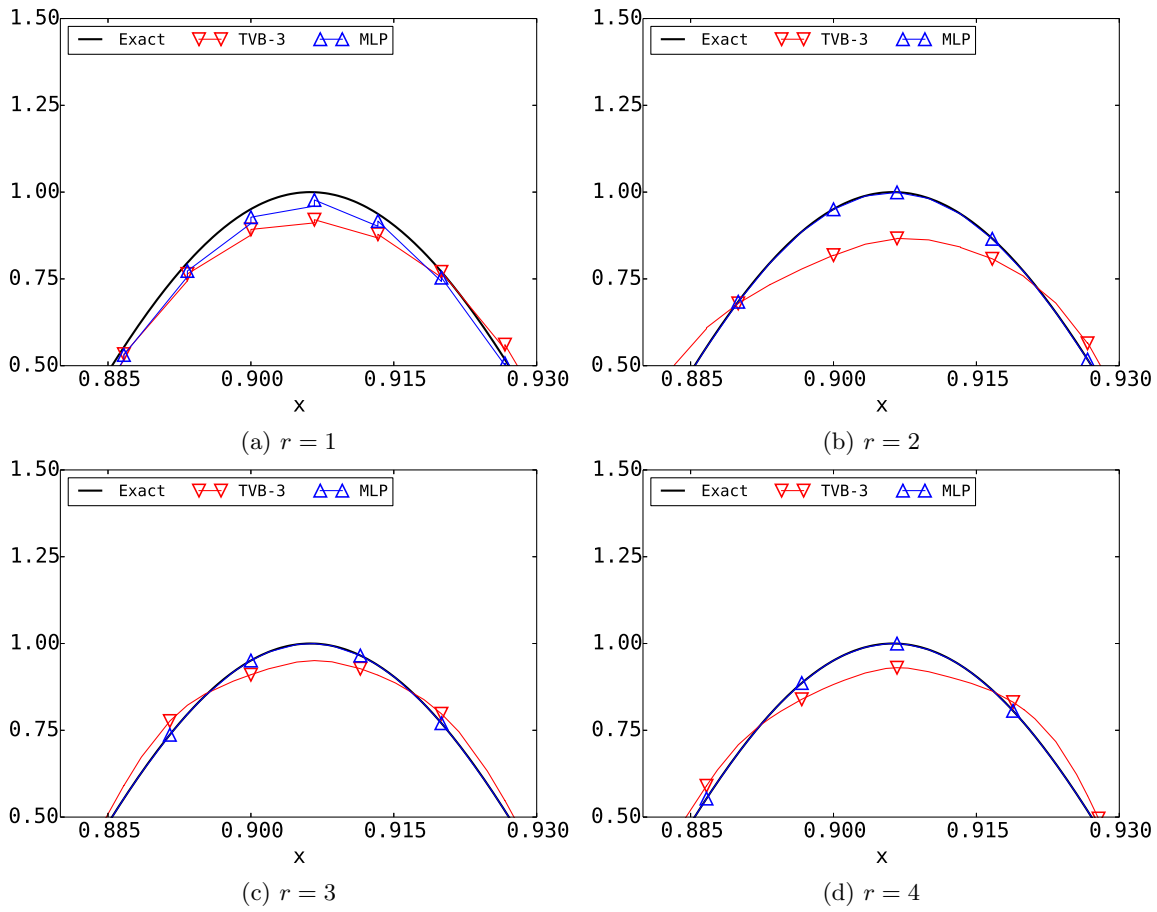 1.50 1.50
Exact TVB-3 MLP Exact TVB-3 MLP
1.25 1.25
1.00 1.00
0.75 0.75
0.50 0.50
0.885 0.900 0.915 0.930 0.885 0.900 0.915 0.930
x x
(a) r = 1 (b) r = 2
1.50 1.50
Exact TVB-3 MLP Exact TVB-3 MLP
1.25 1.25
1.00 1.00
0.75 0.75
0.50 0.50
0.885 0.900 0.915 0.930 0.885 0.900 0.915 0.930
x x
(c) r = 3 (d) r = 4